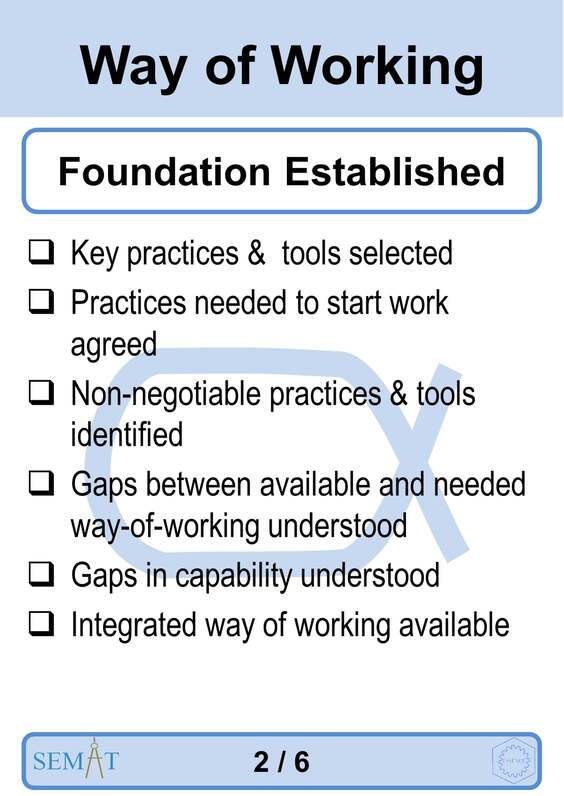 Way of Working
Foundation Established
❑ Key practices & tools selected
❑ Practices needed to start work
agreed
❑ Non-negotiable practices & tools
identified
❑ Gaps between available and needed
way-of-working understood
❑ Gaps in capability understood
❑ Integrated way of working available
SEMAT
2 / 6